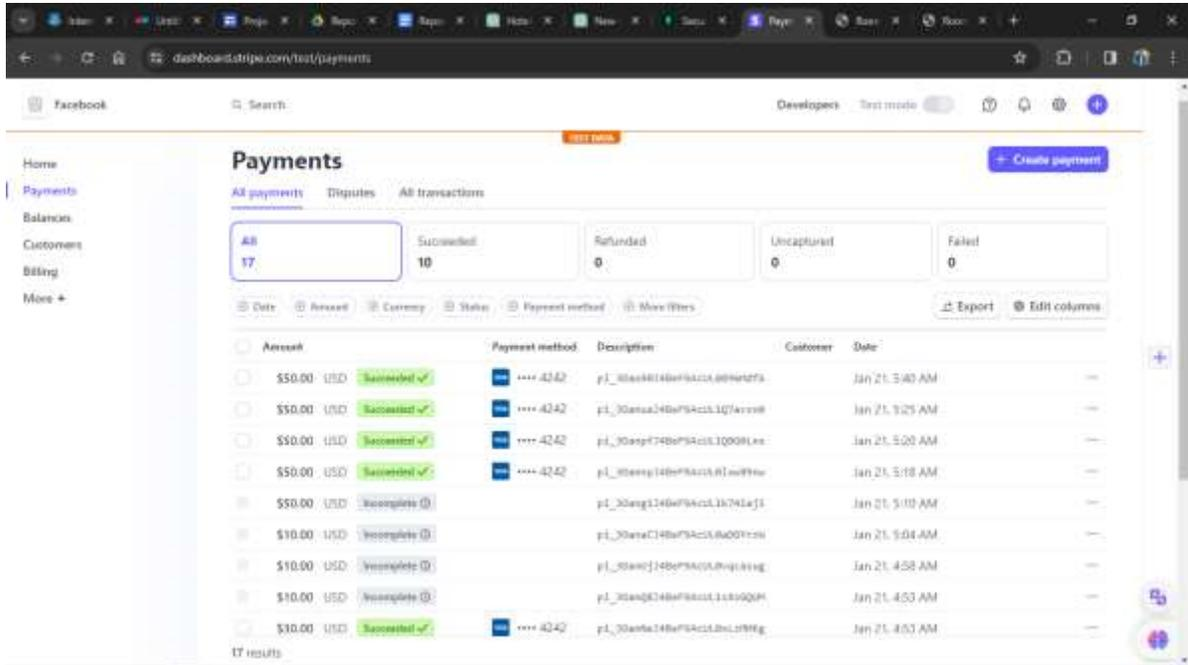 dashboard.stripe.com/test/payments
Facebook
Search
Developers
Test mode
TEST DATA
Home
Payments
Balances
Customers
Billing
More +
Payments
+ Create payment
All payments Disputes All transactions
All
17
Succeeded
10
Refunded
0
Uncaptured
0
Failed
0
Date Amount Currency Status Payment method More filters
Export Edit columns
Amount Payment method Description Customer Date
$50.00 USD Succeeded ✓ •••• 4242 Jan 21, 5:40 AM
$50.00 USD Succeeded ✓ •••• 4242 Jan 21, 5:25 AM
$50.00 USD Succeeded ✓ •••• 4242 Jan 21, 5:20 AM
$50.00 USD Succeeded ✓ •••• 4242 Jan 21, 5:18 AM
$50.00 USD Incomplete Jan 21, 5:10 AM
$10.00 USD Incomplete Jan 21, 5:04 AM
$10.00 USD Incomplete Jan 21, 4:58 AM
$10.00 USD Incomplete Jan 21, 4:53 AM
$30.00 USD Succeeded ✓ •••• 4242 Jan 21, 4:53 AM
17 results